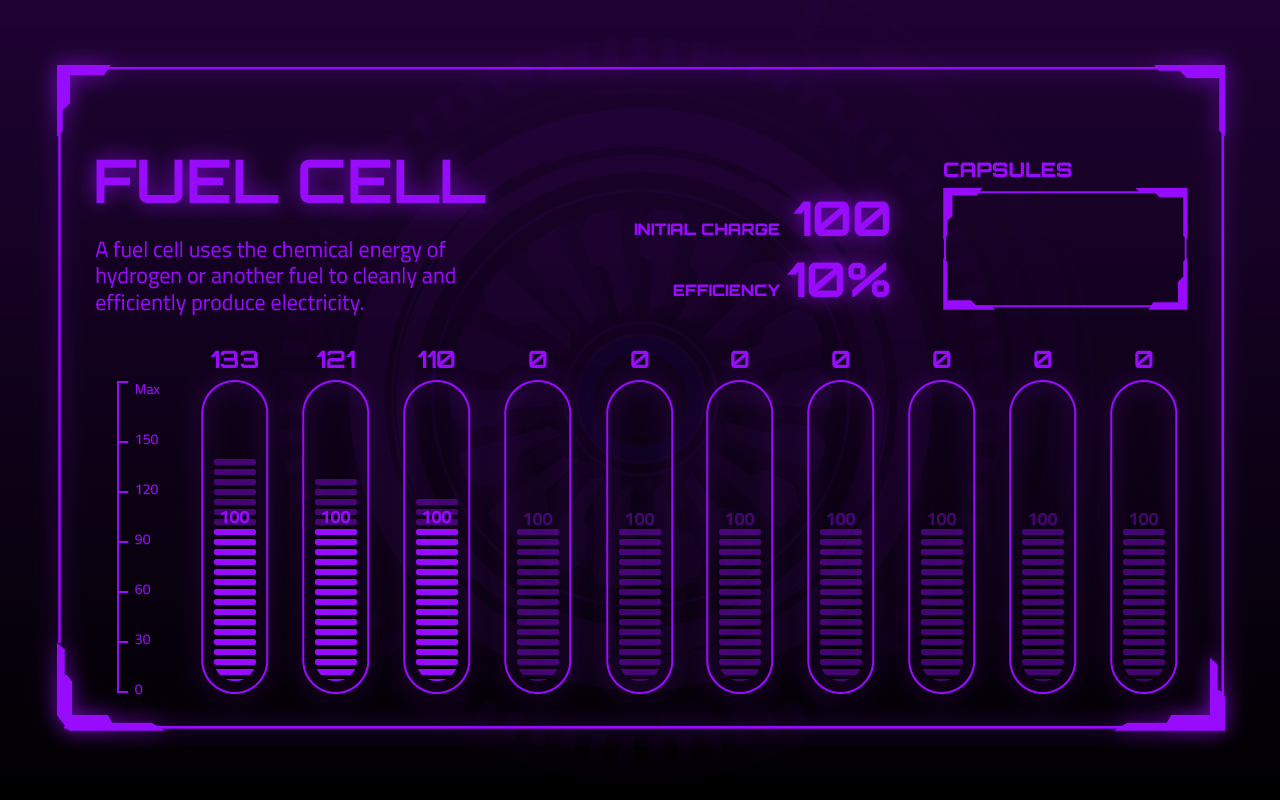 FUEL CELL
A fuel cell uses the chemical energy of
hydrogen or another fuel to cleanly and
efficiently produce electricity.
INITIAL CHARGE 100
EFFICIENCY 10%
CAPSULES
133 121 110 0 0 0 0 0 0 0
Max
150
120
100 100 100 100 100 100 100 100 100 100
90
60
30
0